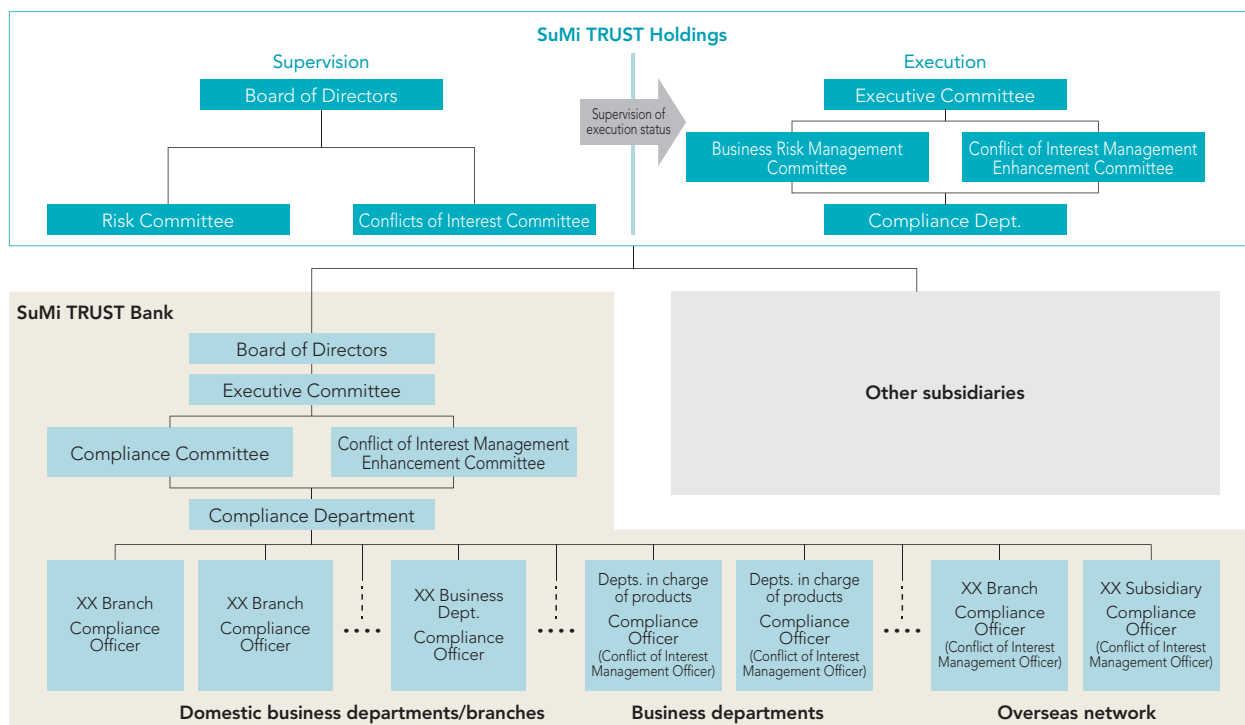 SuMi TRUST Holdings
Supervision
Execution
Board of Directors
Executive Committee
Supervision of
execution status
Business Risk Management
Committee
Conflict of Interest Management
Enhancement Committee
Risk Committee
Conflicts of Interest Committee
Compliance Dept.
SuMi TRUST Bank
Board of Directors
Executive Committee
Compliance Committee
Conflict of Interest Management
Enhancement Committee
Compliance Department
Other subsidiaries
XX Branch
Compliance
Officer
XX Branch
Compliance
Officer
....
XX Business
Dept.
Compliance
Officer
....
Depts. in charge
of products
Compliance
Officer
(Conflict of Interest
Management Officer)
Depts. in charge
of products
Compliance
Officer
(Conflict of Interest
Management Officer)
....
XX Branch
Compliance
Officer
(Conflict of Interest
Management Officer)
XX Subsidiary
Compliance
Officer
(Conflict of Interest
Management Officer)
Domestic business departments/branches
Business departments
Overseas network